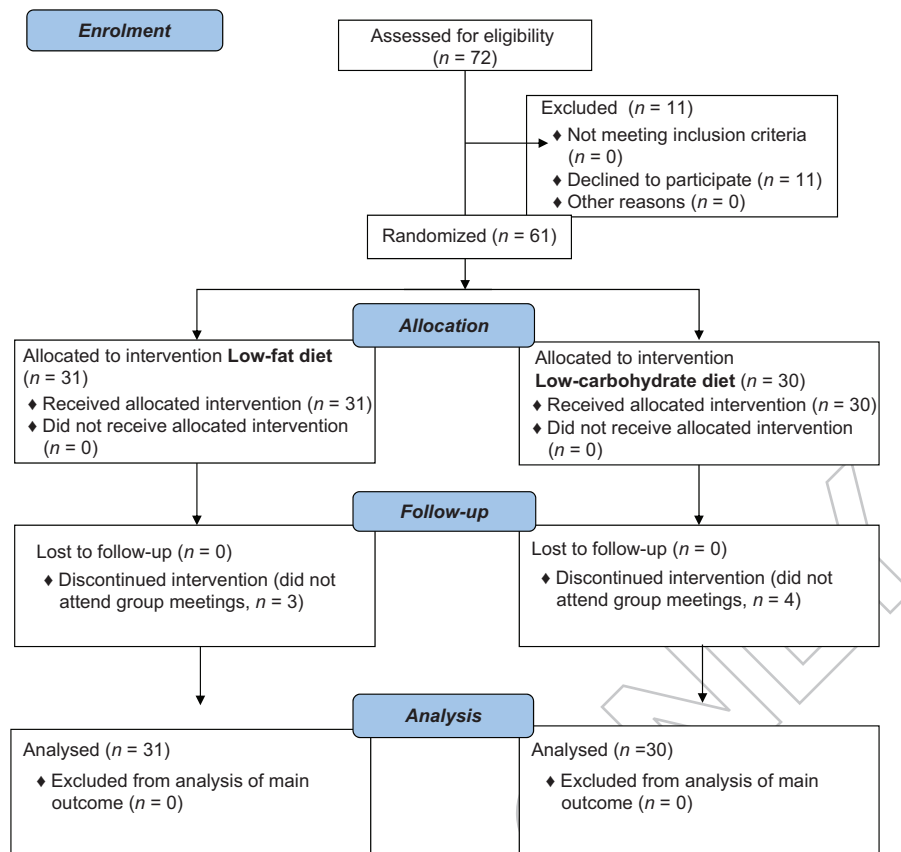 Enrolment
Assessed for eligibility
(n = 72)
Excluded (n = 11)
♦ Not meeting inclusion criteria
(n = 0)
♦ Declined to participate (n = 11)
♦ Other reasons (n = 0)
Randomized (n = 61)
Allocation
Allocated to intervention Low-fat diet
(n = 31)
♦ Received allocated intervention (n = 31)
♦ Did not receive allocated intervention
(n = 0)
Allocated to intervention
Low-carbohydrate diet (n = 30)
♦ Received allocated intervention (n = 30)
♦ Did not receive allocated intervention
(n = 0)
Follow-up
Lost to follow-up (n = 0)
♦ Discontinued intervention (did not
attend group meetings, n = 3)
Lost to follow-up (n = 0)
♦ Discontinued intervention (did not
attend group meetings, n = 4)
Analysis
Analysed (n = 31)
♦ Excluded from analysis of main
outcome (n = 0)
Analysed (n =30)
♦ Excluded from analysis of main
outcome (n = 0)